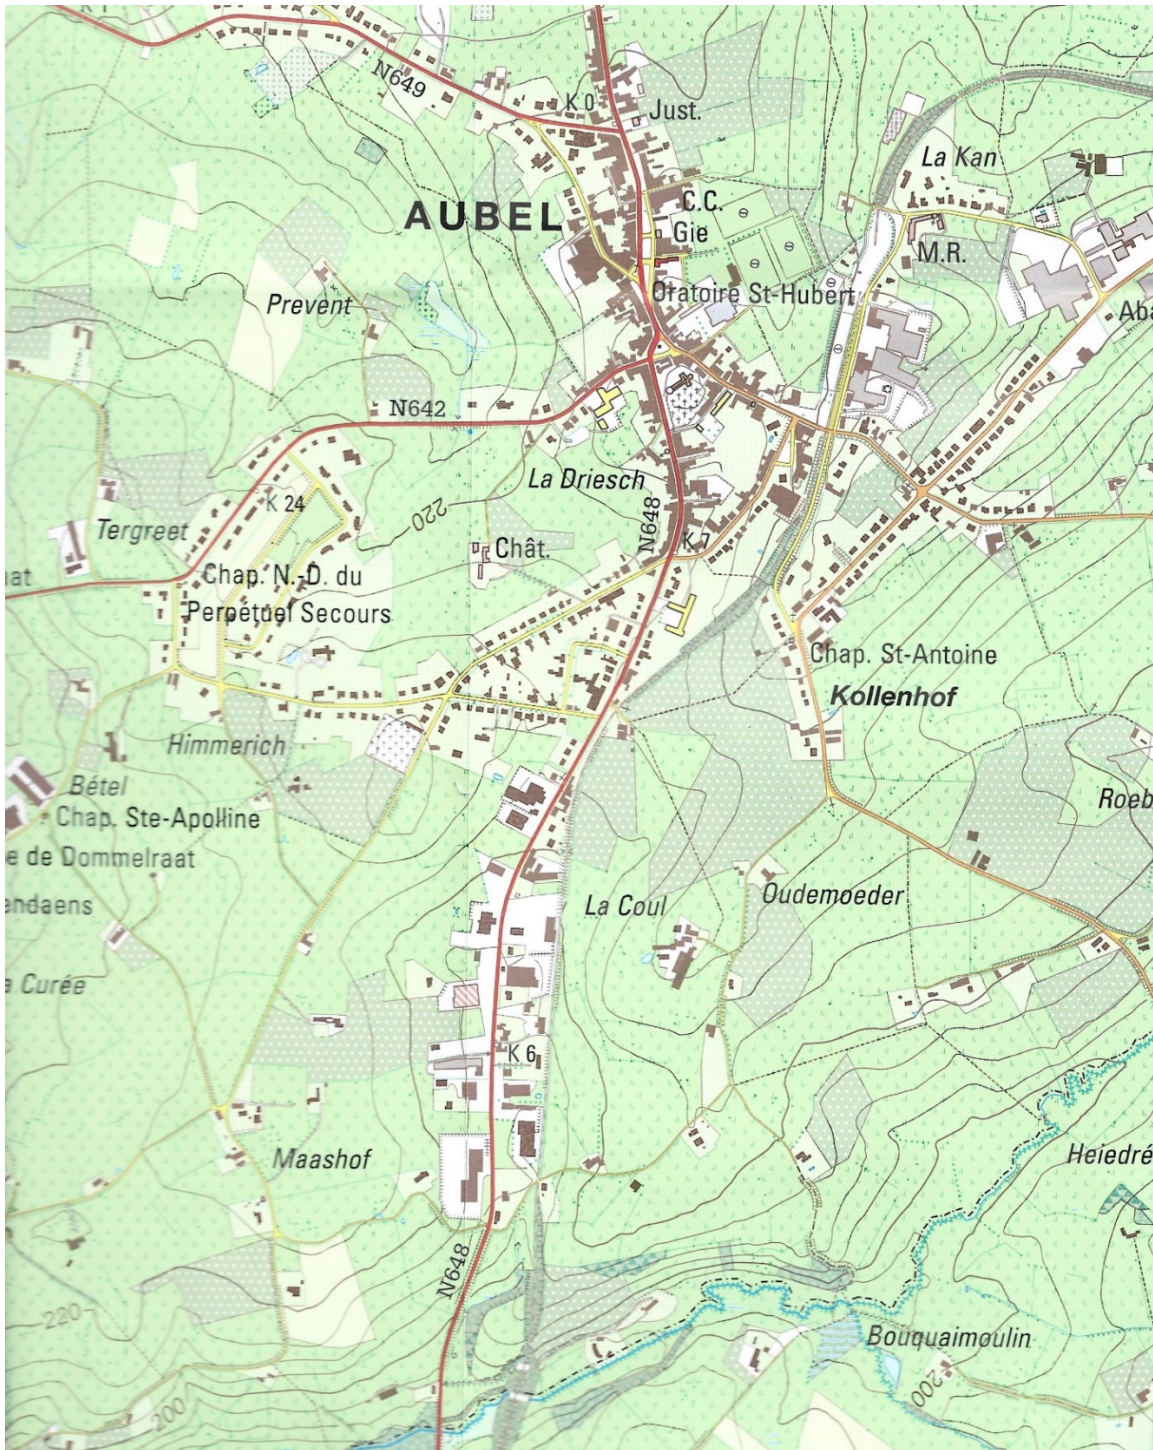 N649
K 0
Just.
La Kan
AUBEL
C.C.
Gie
M.R.
Prevent
Oratoire St-Hubert
N642
La Driesch
220
N648
K 24
K 7
Tergreet
Chât.
Chap. N.-D. du
Perpétuel Secours
Chap. St-Antoine
Kollenhof
Himmerich
Bétel
Chap. Ste-Apolline
e de Dommelraat
endaens
Roeb
La Coul
Oudemoeder
a Curée
K 6
Maashof
Heiedré
N648
220
Bouquaimoulin
200
200